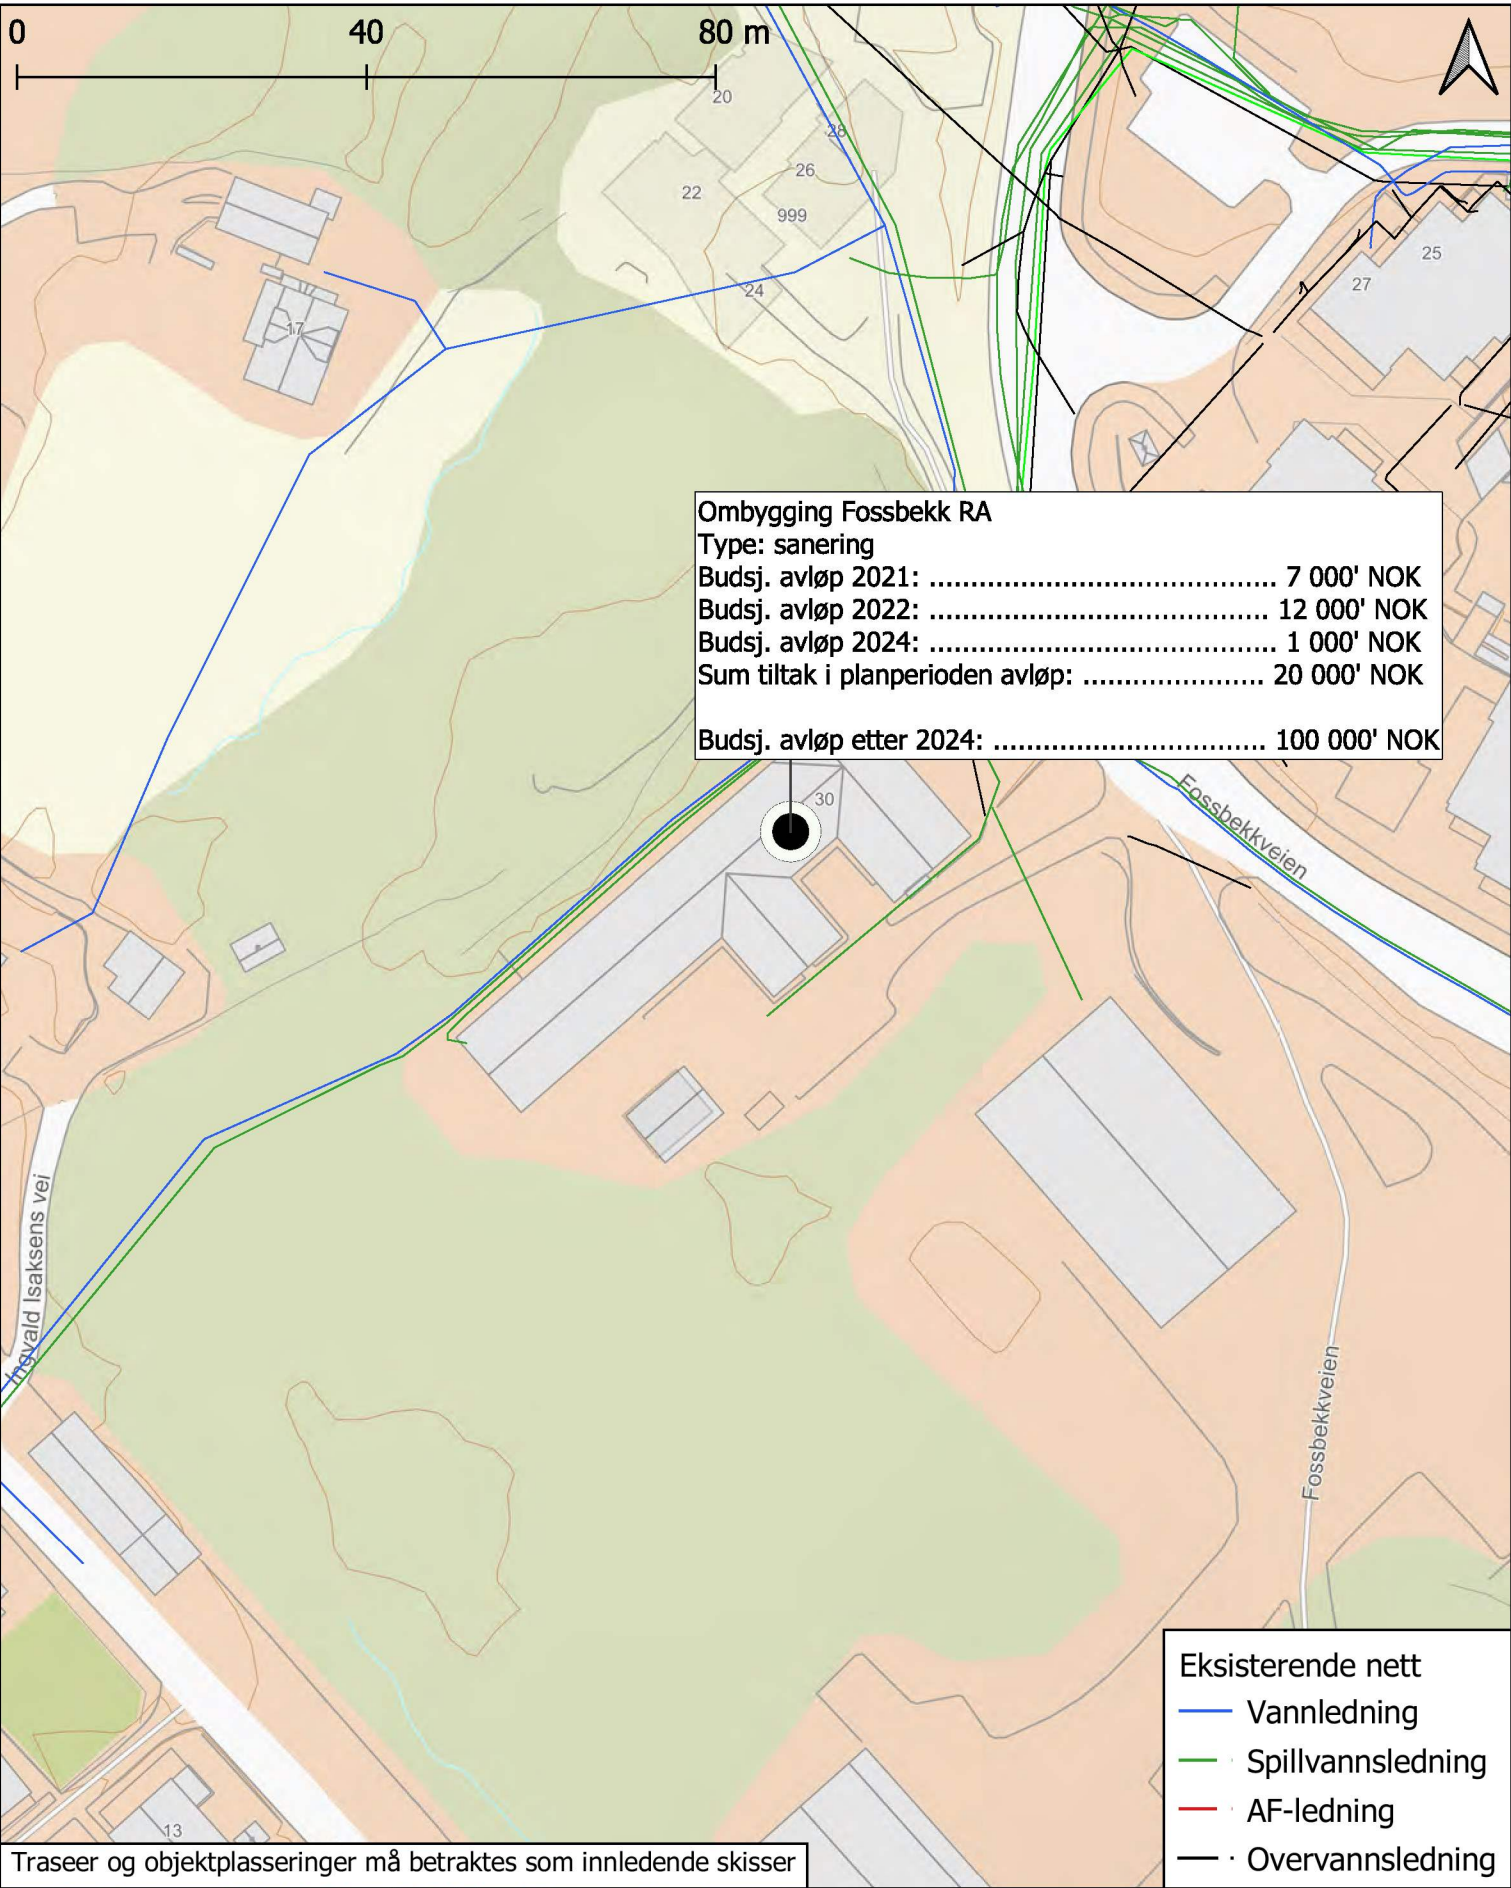 0 40 80 m
20
28
26
22
999
24
25
27
17
Ombygging Fossbekk RA
Type: sanering
Budsj. avløp 2021: .......................................... 7 000' NOK
Budsj. avløp 2022: ......................................... 12 000' NOK
Budsj. avløp 2024: .......................................... 1 000' NOK
Sum tiltak i planperioden avløp: ...................... 20 000' NOK
Budsj. avløp etter 2024: ................................. 100 000' NOK
30
Fossbekkveien
Ingvald Isaksens vei
Fossbekkveien
13
Eksisterende nett
Vannledning
Spillvannsledning
AF-ledning
Overvannsledning
Traseer og objektplasseringer må betraktes som innledende skisser